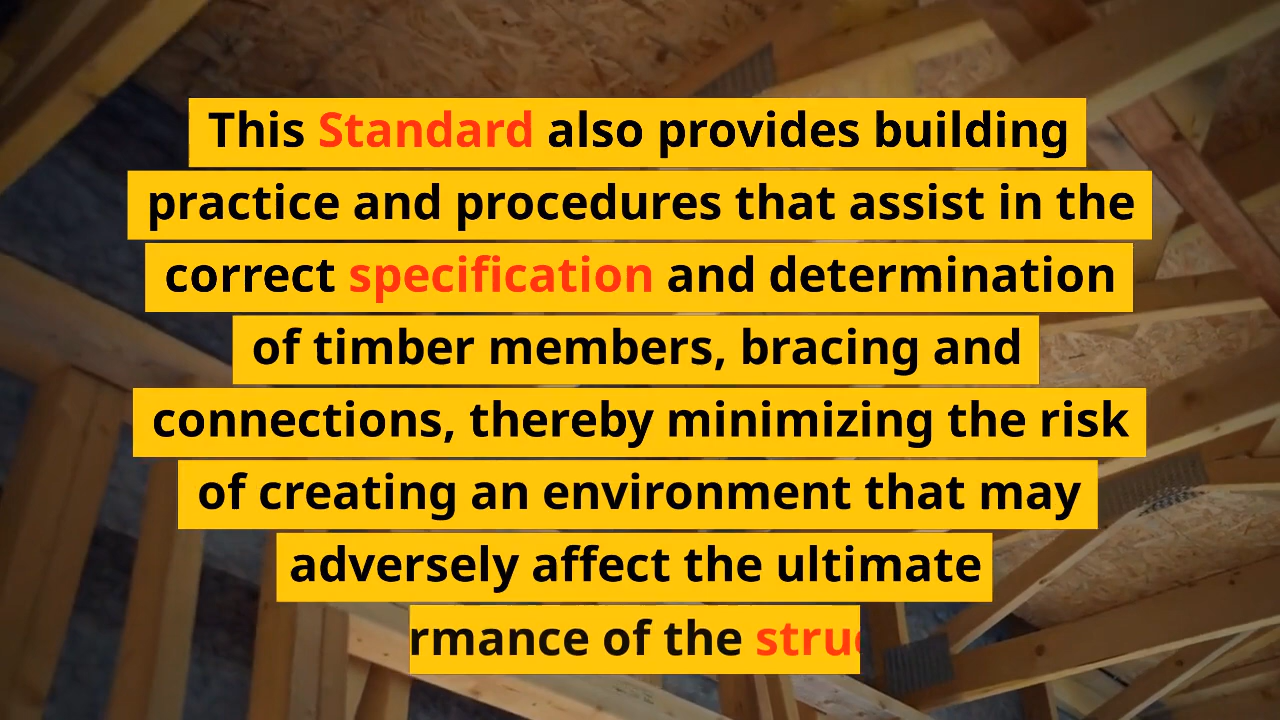 This Standard also provides building
practice and procedures that assist in the
correct specification and determination
of timber members, bracing and
connections, thereby minimizing the risk
of creating an environment that may
adversely affect the ultimate
rmance of the struc